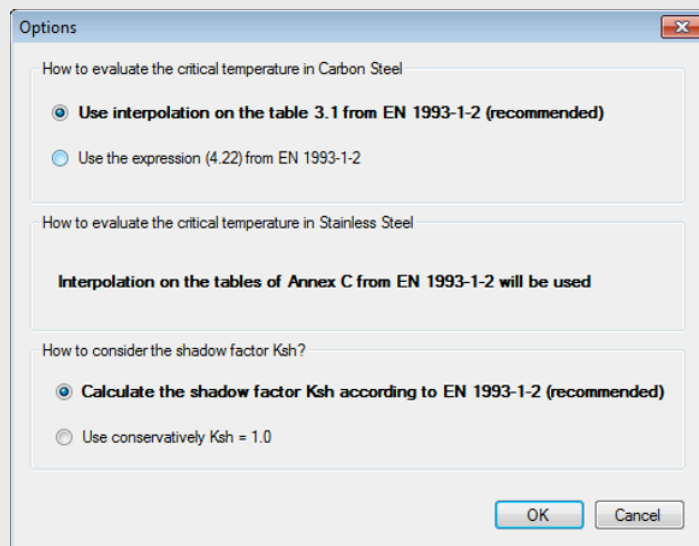 Options
How to evaluate the critical temperature in Carbon Steel
Use interpolation on the table 3.1 from EN 1993-1-2 (recommended)
Use the expression (4.22) from EN 1993-1-2
How to evaluate the critical temperature in Stainless Steel
Interpolation on the tables of Annex C from EN 1993-1-2 will be used
How to consider the shadow factor Ksh?
Calculate the shadow factor Ksh according to EN 1993-1-2 (recommended)
Use conservatively Ksh = 1.0
OK Cancel